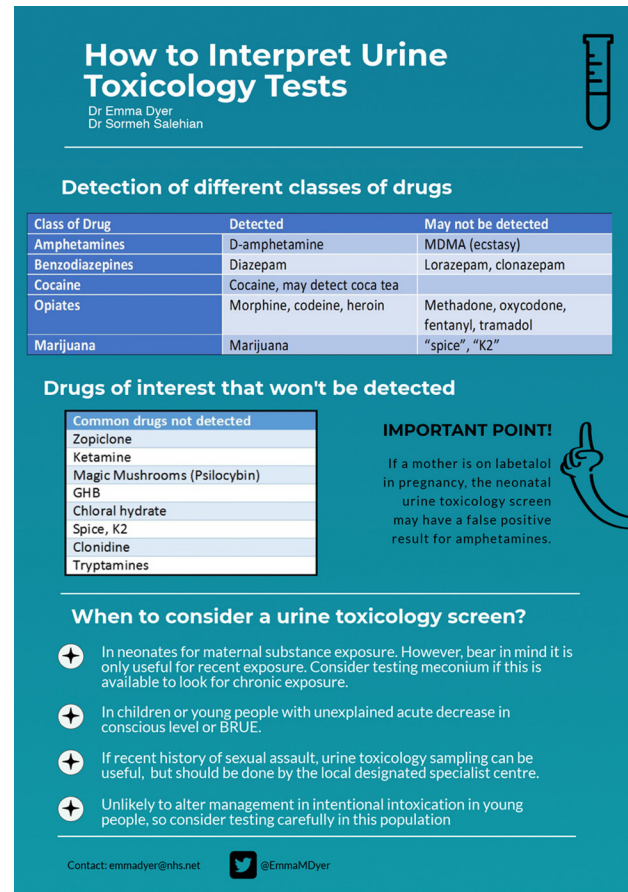 How to Interpret Urine
Toxicology Tests
Dr Emma Dyer
Dr Sormeh Salehian
Detection of different classes of drugs
Class of Drug Detected May not be detected
Amphetamines D-amphetamine MDMA (ecstasy)
Benzodiazepines Diazepam Lorazepam, clonazepam
Cocaine Cocaine, may detect coca tea
Opiates Morphine, codeine, heroin Methadone, oxycodone,
fentanyl, tramadol
Marijuana Marijuana “spice”, “K2”
Drugs of interest that won't be detected
Common drugs not detected
Zopiclone
Ketamine
Magic Mushrooms (Psilocybin)
GHB
Chloral hydrate
Spice, K2
Clonidine
Tryptamines
IMPORTANT POINT!
If a mother is on labetalol
in pregnancy, the neonatal
urine toxicology screen
may have a false positive
result for amphetamines.
When to consider a urine toxicology screen?
In neonates for maternal substance exposure. However, bear in mind it is
only useful for recent exposure. Consider testing meconium if this is
available to look for chronic exposure.
In children or young people with unexplained acute decrease in
conscious level or BRUE.
If recent history of sexual assault, urine toxicology sampling can be
useful, but should be done by the local designated specialist centre.
Unlikely to alter management in intentional intoxication in young
people, so consider testing carefully in this population
Contact: emmadyer@nhs.net @EmmaMDyer